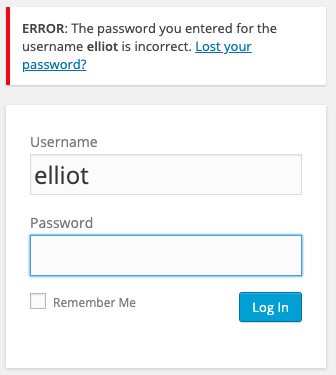 ERROR: The password you entered for the
username elliot is incorrect. Lost your
password?
Username
elliot
Password
Remember Me
Log In